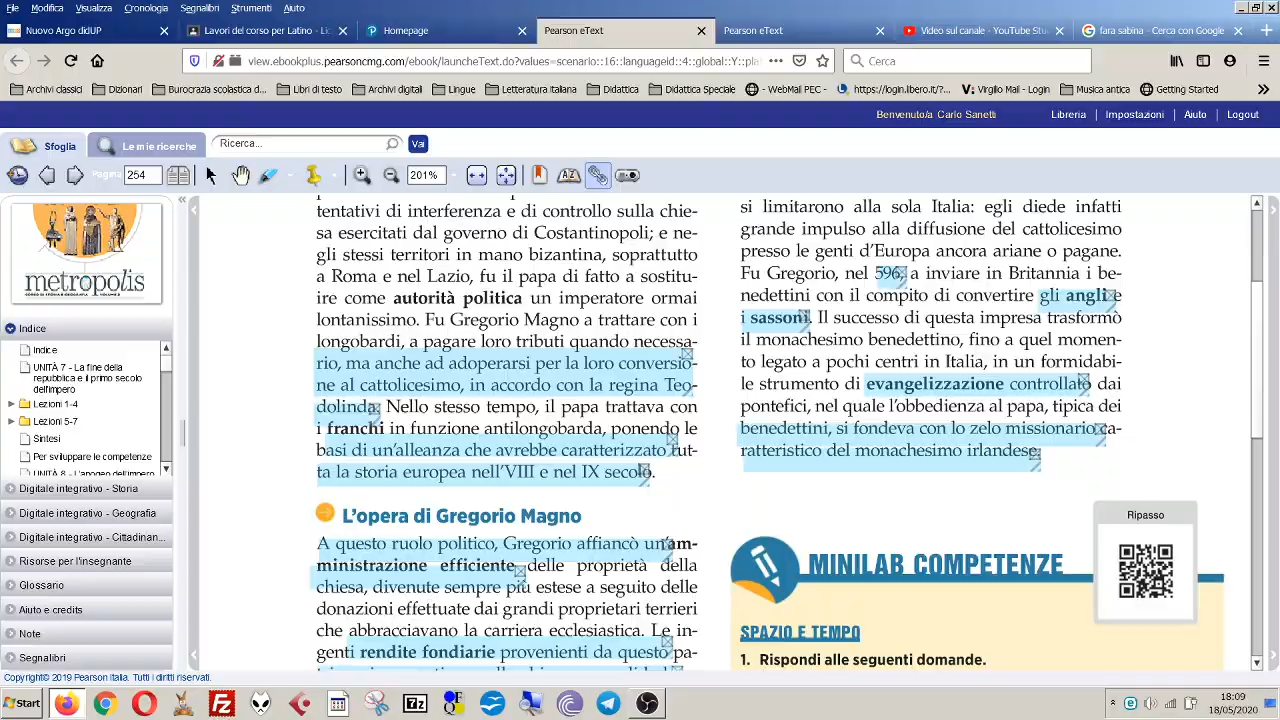 File Modifica Visualizza Cronologia Segnalibri Strumenti Aiuto
Nuovo Argo didUP
Lavori del corso per Latino - Lic
Homepage
Pearson eText
Pearson eText
Video sul canale - YouTube Stu
fara sabina - Cerca con Google
view.ebookplus.pearsoncmg.com/ebook/launcheText.do?values=scenario::16::languageid::4::global::Y::pla
Cerca
Archivi classici
Dizionari
Burocrazia scolastica d...
Libri di testo
Archivi digitali
Lingue
Letteratura italiana
Didattica
Didattica Speciale
- WebMail PEC -
https://login.libero.it/?...
Virgilio Mail - Login
Musica antica
Getting Started
Benvenuto/a Carlo Sanetti
Libreria
Impostazioni
Aiuto
Logout
Sfoglia
Le mie ricerche
Ricerca...
Vai
Pagina 254
201%
metropolis
Indice
Indice
UNITÀ 7 - La fine della
repubblica e il primo secolo
dell'impero
Lezioni 1-4
Lezioni 5-7
Sintesi
Per sviluppare le competenze
UNITÀ 8 - L'apogeo dell'impero
Digitale integrativo - Storia
Digitale integrativo - Geografia
Digitale integrativo - Cittadinan...
Risorse per l'insegnante
Glossario
Aiuto e crediti
Note
Segnalibri
tentativi di interferenza e di controllo sulla chie-
sa esercitati dal governo di Costantinopoli; e ne-
gli stessi territori in mano bizantina, soprattutto
a Roma e nel Lazio, fu il papa di fatto a sostitu-
ire come autorità politica un imperatore ormai
lontanissimo. Fu Gregorio Magno a trattare con i
longobardi, a pagare loro tributi quando necessa-
rio, ma anche ad adoperarsi per la loro conversio-
ne al cattolicesimo, in accordo con la regina Teo-
dolinda. Nello stesso tempo, il papa trattava con
i franchi in funzione antilongobarda, ponendo le
basi di un'alleanza che avrebbe caratterizzato tut-
ta la storia europea nell'VIII e nel IX secolo.
L'opera di Gregorio Magno
A questo ruolo politico, Gregorio affiancò un'am-
ministrazione efficiente delle proprietà della
chiesa, divenute sempre più estese a seguito delle
donazioni effettuate dai grandi proprietari terrieri
che abbracciavano la carriera ecclesiastica. Le in-
genti rendite fondiarie provenienti da questo pa-
si limitarono alla sola Italia: egli diede infatti
grande impulso alla diffusione del cattolicesimo
presso le genti d'Europa ancora ariane o pagane.
Fu Gregorio, nel 596, a inviare in Britannia i be-
nedettini con il compito di convertire gli angli e
i sassoni. Il successo di questa impresa trasformò
il monachesimo benedettino, fino a quel momen-
to legato a pochi centri in Italia, in un formidabi-
le strumento di evangelizzazione controllato dai
pontefici, nel quale l'obbedienza al papa, tipica dei
benedettini, si fondeva con lo zelo missionario ca-
ratteristico del monachesimo irlandese.
Ripasso
MINILAB COMPETENZE
SPAZIO E TEMPO
1. Rispondi alle seguenti domande.
Copyright© 2019 Pearson Italia. Tutti i diritti riservati.
Start
18:09
18/05/2020